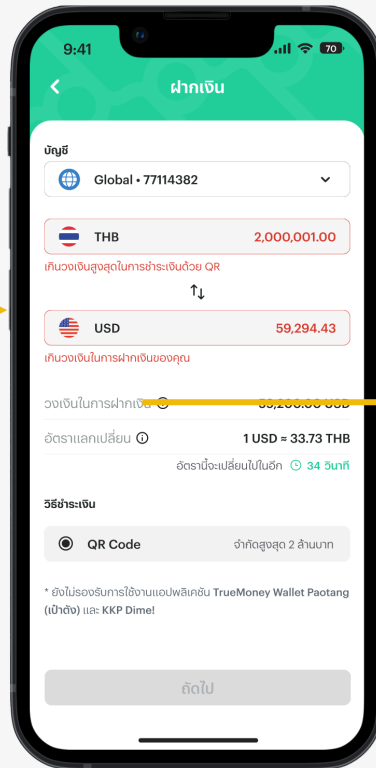 9:41
70
ฝากเงิน
บัญชี
Global • 77114382
THB 2,000,001.00
เกินวงเงินสูงสุดในการชำระเงินด้วย QR
USD 59,294.43
เกินวงเงินในการฝากเงินของคุณ
วงเงินในการฝากเงิน USD
อัตราแลกเปลี่ยน 1 USD ≈ 33.73 THB
อัตรานี้จะเปลี่ยนไปในอีก 34 วินาที
วิธีชำระเงิน
QR Code จำกัดสูงสุด 2 ล้านบาท
* ยังไม่รองรับการใช้งานแอปพลิเคชัน TrueMoney Wallet Paotang
(เป๋าตัง) และ KKP Dime!
ถัดไป